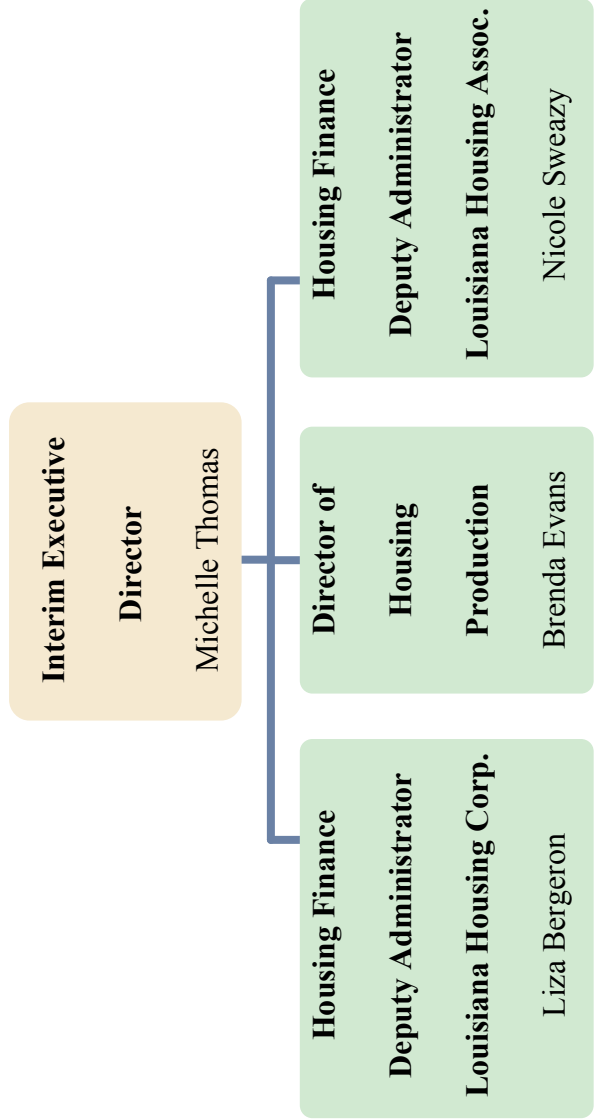 Interim Executive
Director
Michelle Thomas
Housing Finance
Deputy Administrator
Louisiana Housing Corp.
Liza Bergeron
Director of
Housing
Production
Brenda Evans
Housing Finance
Deputy Administrator
Louisiana Housing Assoc.
Nicole Sweazy